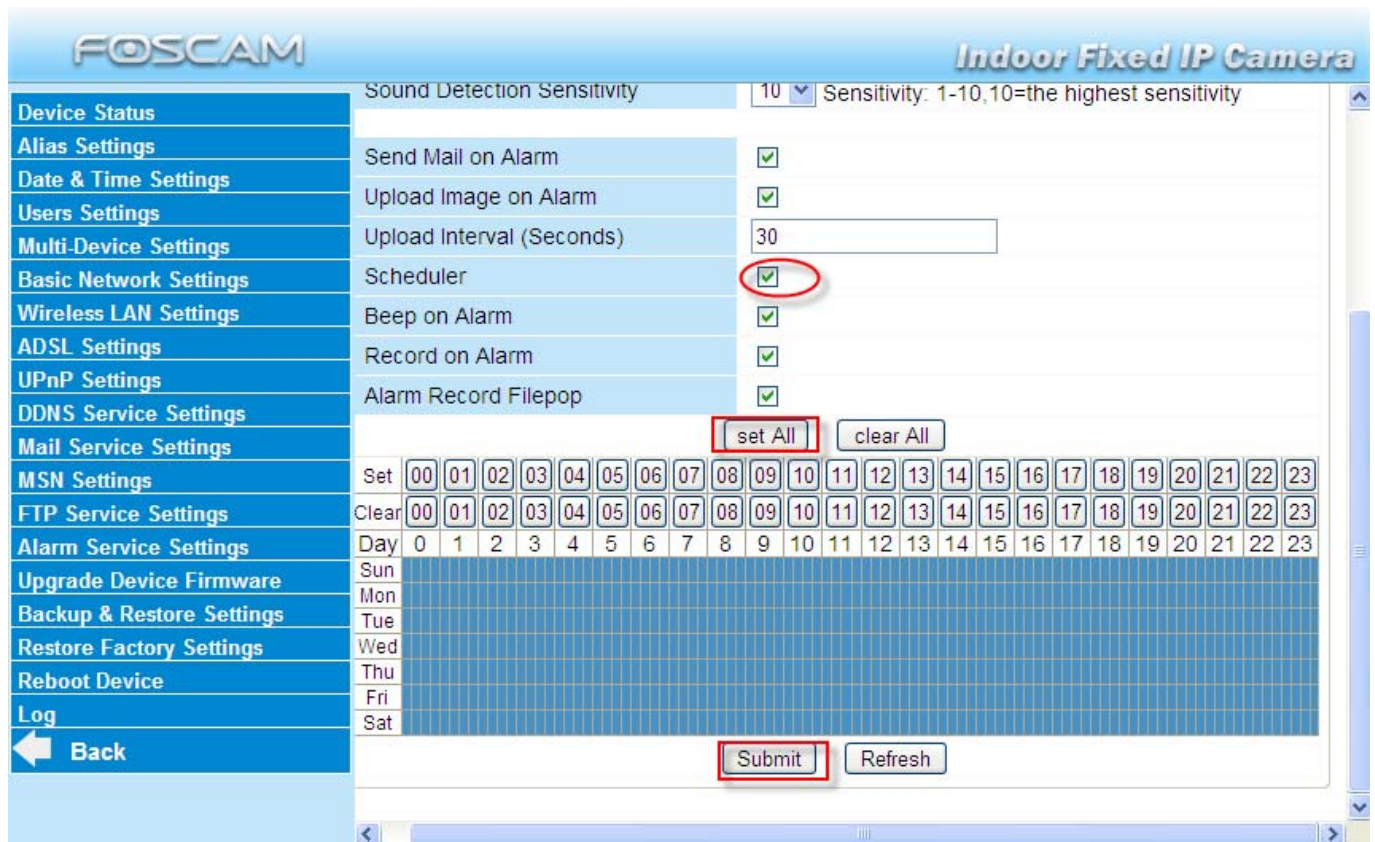 FOSCAM
Indoor Fixed IP Camera
Device Status
Alias Settings
Date & Time Settings
Users Settings
Multi-Device Settings
Basic Network Settings
Wireless LAN Settings
ADSL Settings
UPnP Settings
DDNS Service Settings
Mail Service Settings
MSN Settings
FTP Service Settings
Alarm Service Settings
Upgrade Device Firmware
Backup & Restore Settings
Restore Factory Settings
Reboot Device
Log
Back
Sound Detection Sensitivity 10 Sensitivity: 1-10,10=the highest sensitivity
Send Mail on Alarm
Upload Image on Alarm
Upload Interval (Seconds) 30
Scheduler
Beep on Alarm
Record on Alarm
Alarm Record Filepop
set All clear All
Set 00 01 02 03 04 05 06 07 08 09 10 11 12 13 14 15 16 17 18 19 20 21 22 23
Clear 00 01 02 03 04 05 06 07 08 09 10 11 12 13 14 15 16 17 18 19 20 21 22 23
Day 0 1 2 3 4 5 6 7 8 9 10 11 12 13 14 15 16 17 18 19 20 21 22 23
Sun
Mon
Tue
Wed
Thu
Fri
Sat
Submit Refresh